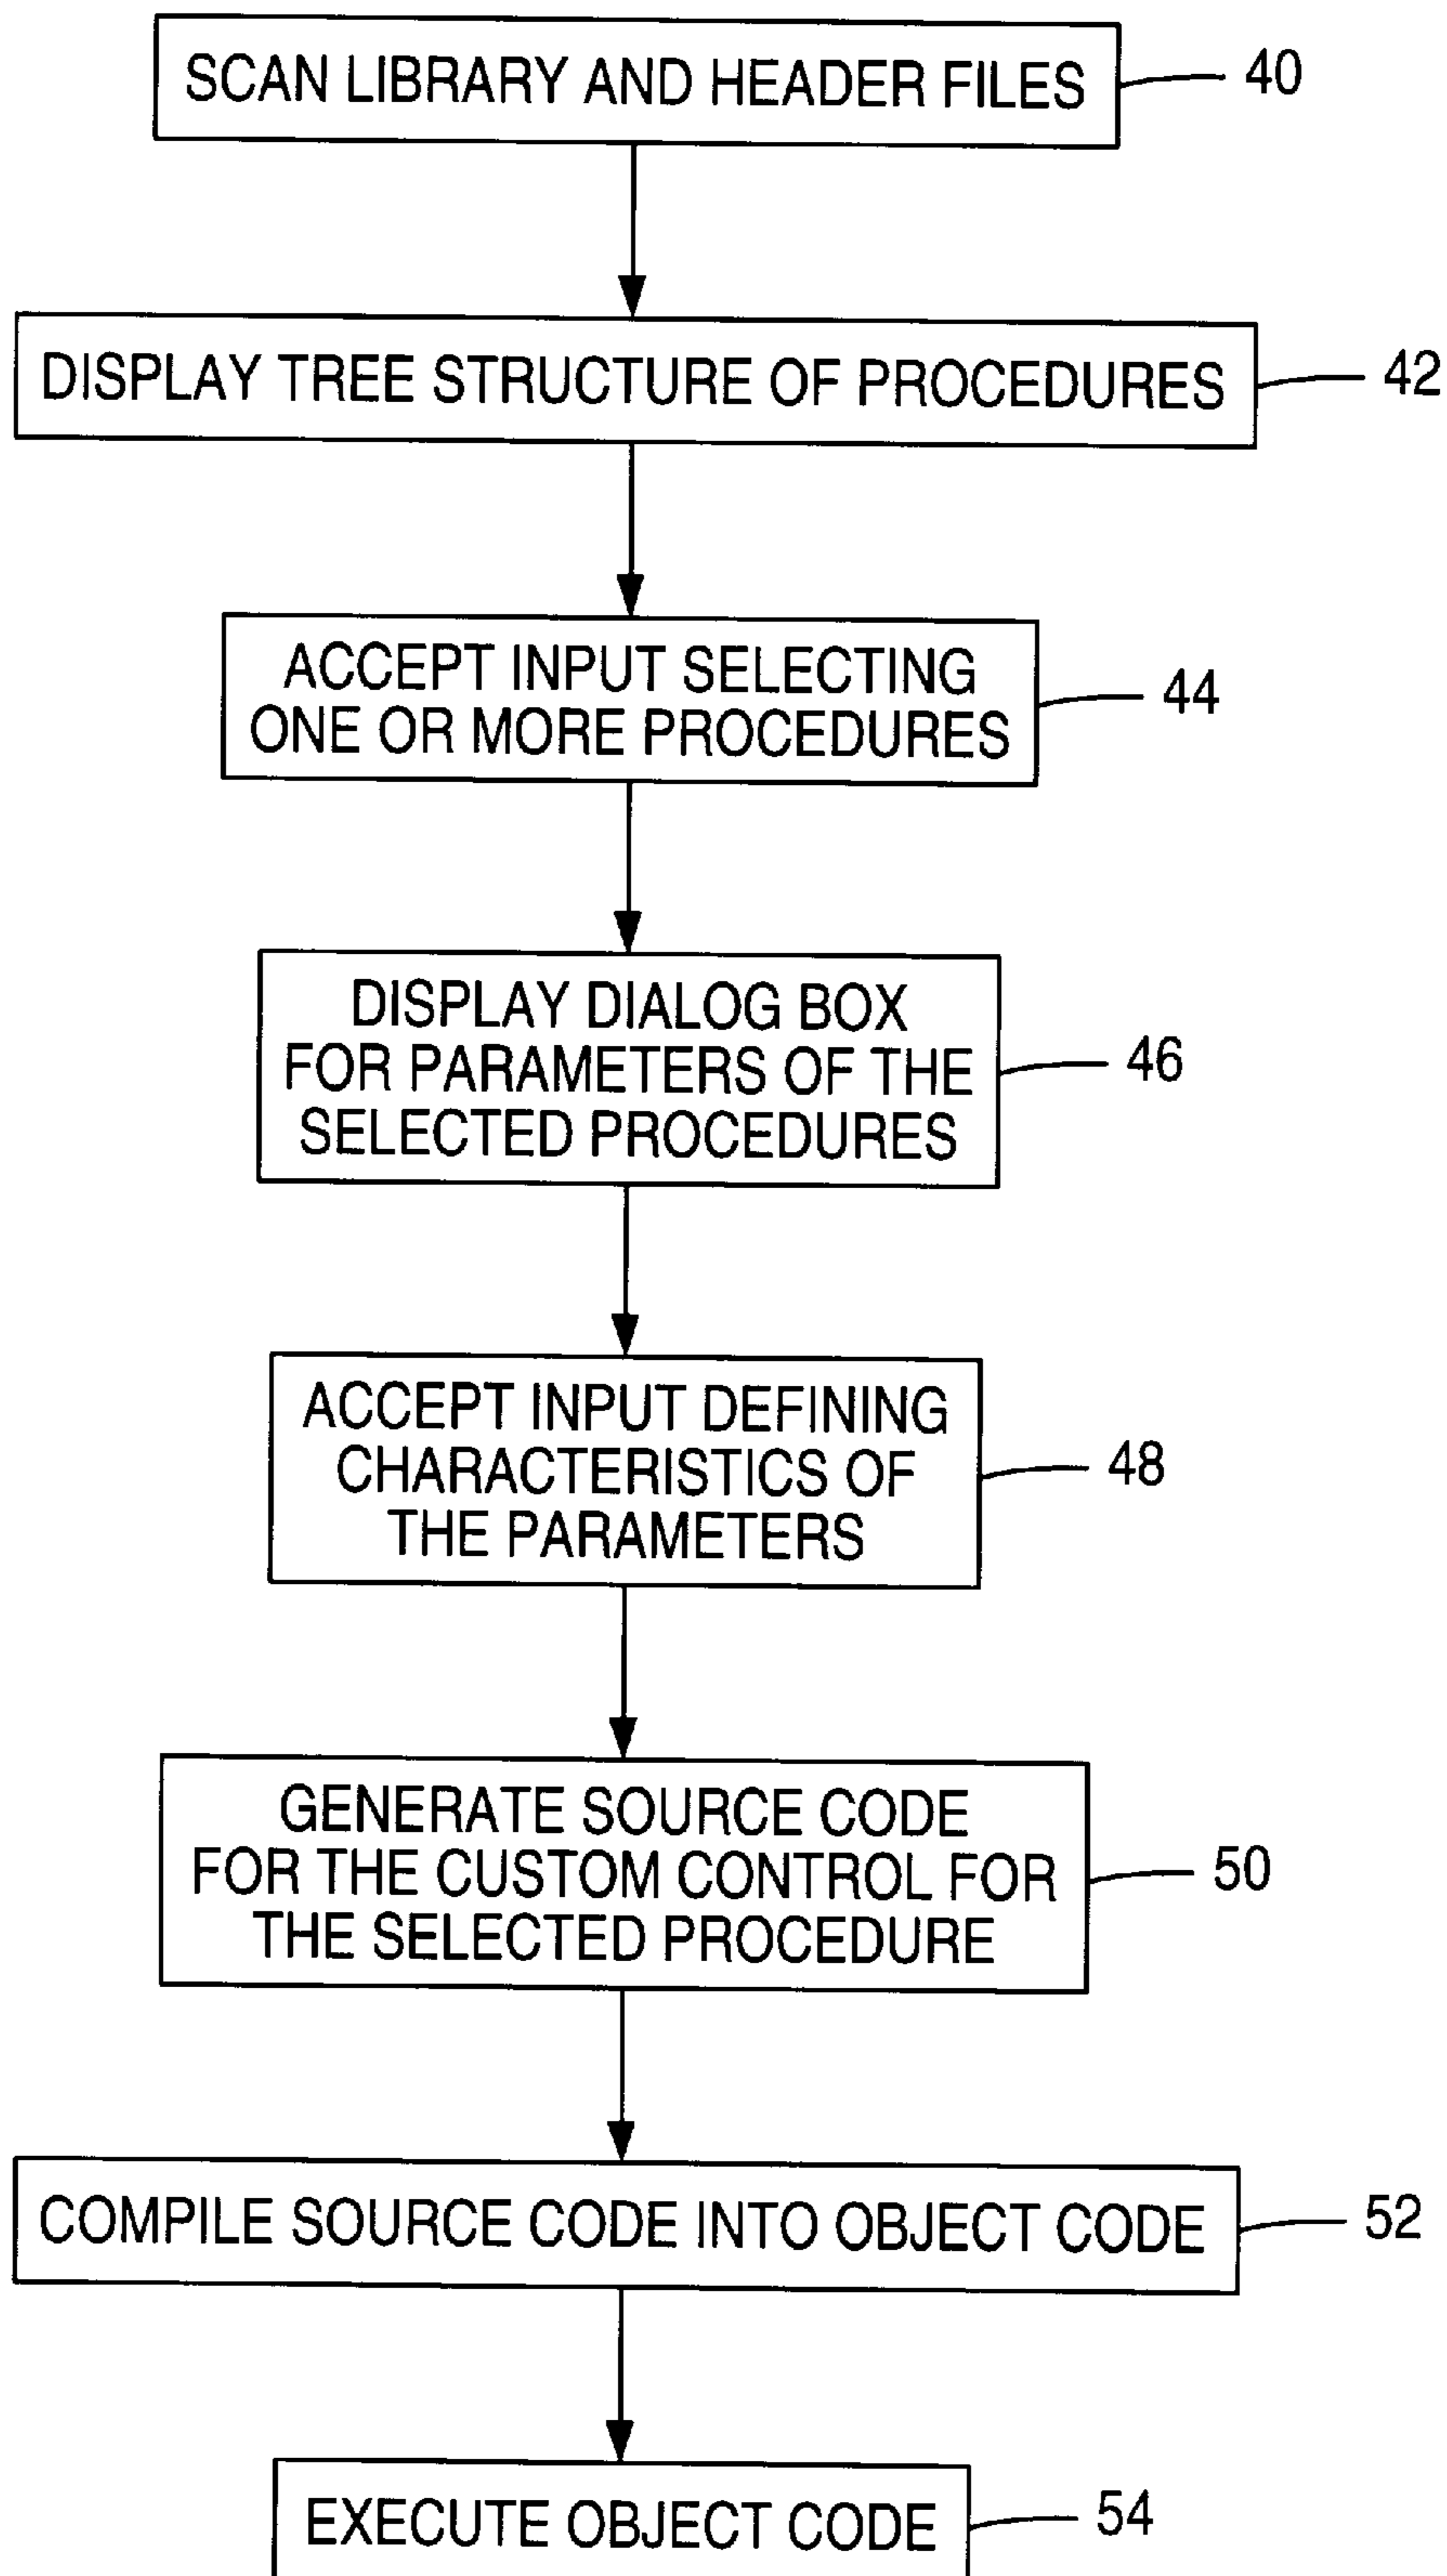 SCAN LIBRARY AND HEADER FILES
40
DISPLAY TREE STRUCTURE OF PROCEDURES
42
ACCEPT INPUT SELECTING
ONE OR MORE PROCEDURES
44
DISPLAY DIALOG BOX
FOR PARAMETERS OF THE
SELECTED PROCEDURES
46
ACCEPT INPUT DEFINING
CHARACTERISTICS OF
THE PARAMETERS
48
GENERATE SOURCE CODE
FOR THE CUSTOM CONTROL FOR
THE SELECTED PROCEDURE
50
COMPILE SOURCE CODE INTO OBJECT CODE
52
EXECUTE OBJECT CODE
54